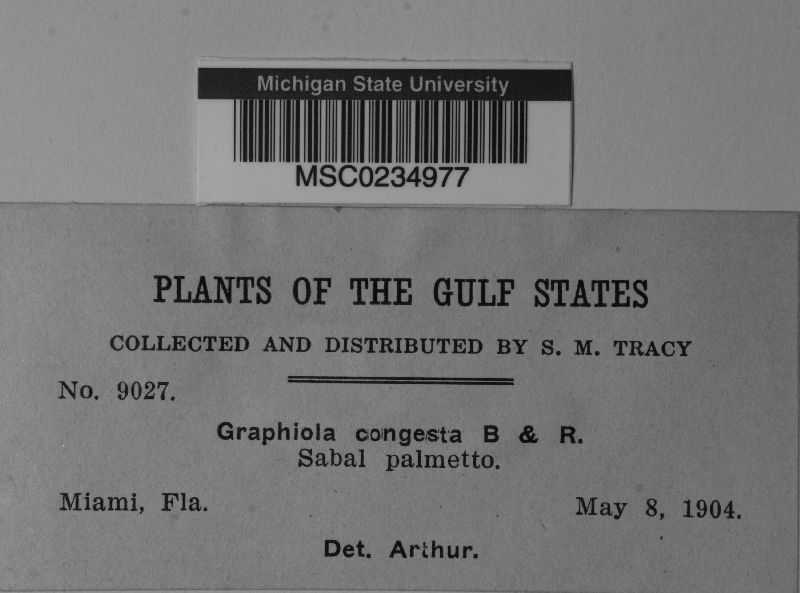 Michigan State University
MSC0234977
PLANTS OF THE GULF STATES
COLLECTED AND DISTRIBUTED BY S. M. TRACY
No. 9027.
Graphiola congesta B & R.
Sabal palmetto.
Miami, Fla. May 8, 1904.
Det. Arthur.